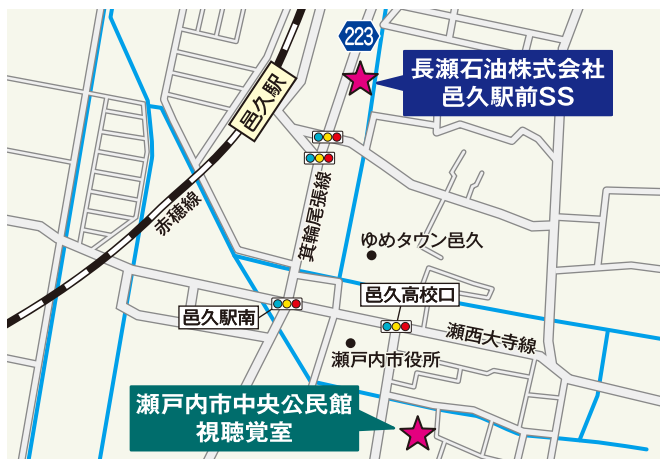 223
長瀬石油株式会社
邑久駅前SS
邑久駅
赤穂線
箕輪尾張線
ゆめタウン邑久
邑久高校口
邑久駅南
瀬西大寺線
瀬戸内市役所
瀬戸内市中央公民館
視聴覚室